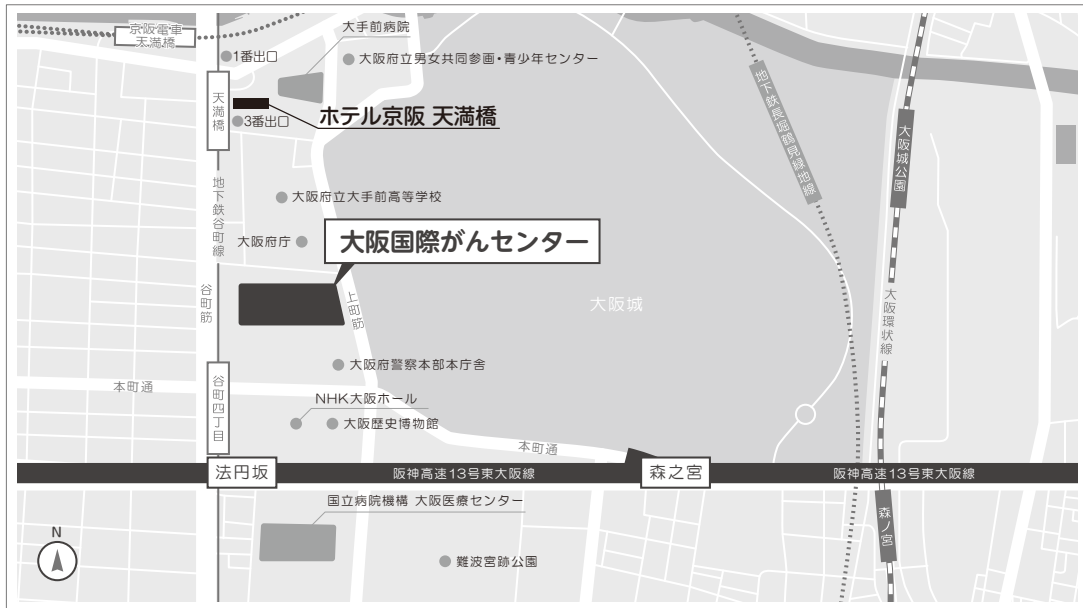 京阪電車
天満橋
大手前病院
1番出口
大阪府立男女共同参画・青少年センター
天満橋
ホテル京阪 天満橋
3番出口
地下鉄長堀鶴見緑地線
大阪城公園
地下鉄谷町線
大阪府立大手前高等学校
大阪府庁
大阪国際がんセンター
谷町筋
上町筋
大阪城
大阪環状線
大阪府警察本部本庁舎
本町通
谷町四丁目
NHK大阪ホール
大阪歴史博物館
本町通
法円坂
阪神高速13号東大阪線
森之宮
阪神高速13号東大阪線
国立病院機構 大阪医療センター
森ノ宮
N
難波宮跡公園